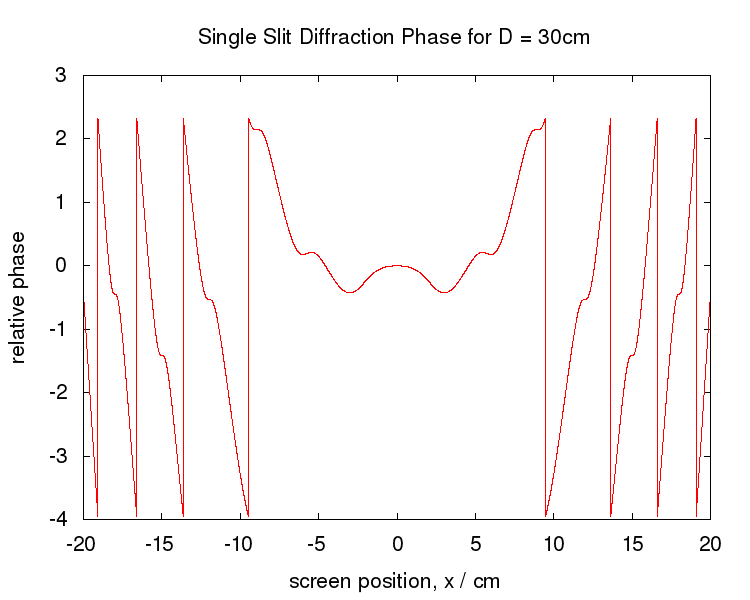 Single Slit Diffraction Phase for D = 30cm
3
2
1
0
-1
-2
-3
-4
relative phase
-20 -15 -10 -5 0 5 10 15 20
screen position, x / cm